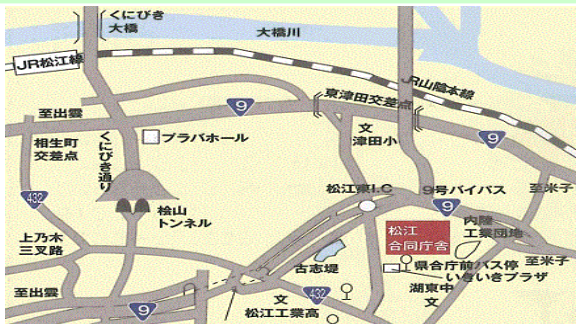 くにびき
大橋
大橋川
JR松江線
JR山陰本線
至出雲
9
東津田交差点
9
相生町
交差点
くにびき通り
プラバホール
文
津田小
432
桧山
トンネル
松江東I.C
9号バイパス
9
至米子
上乃木
三叉路
松江
合同庁舎
内陸
工業団地
古志堤
県合庁前バス停
いきいきプラザ
至米子
至出雲
9
文
松江工業高
432
湖東中
文